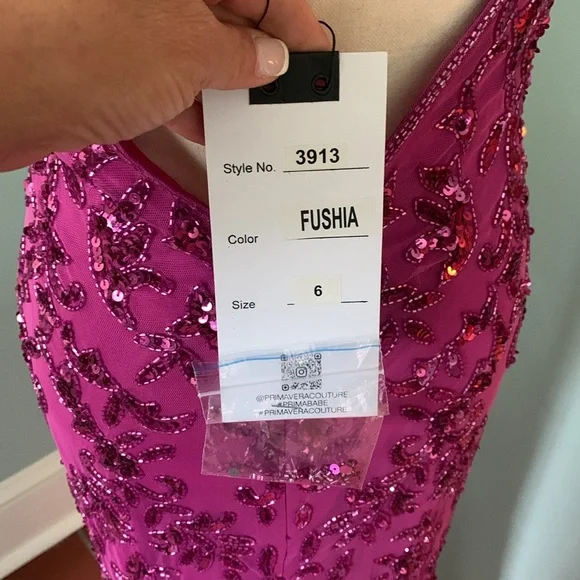 Style No. 3913
Color FUSHIA
Size 6
@PRIMAVERACOUTURE
#PRIMABABE
#PRIMAVERACOUTURE